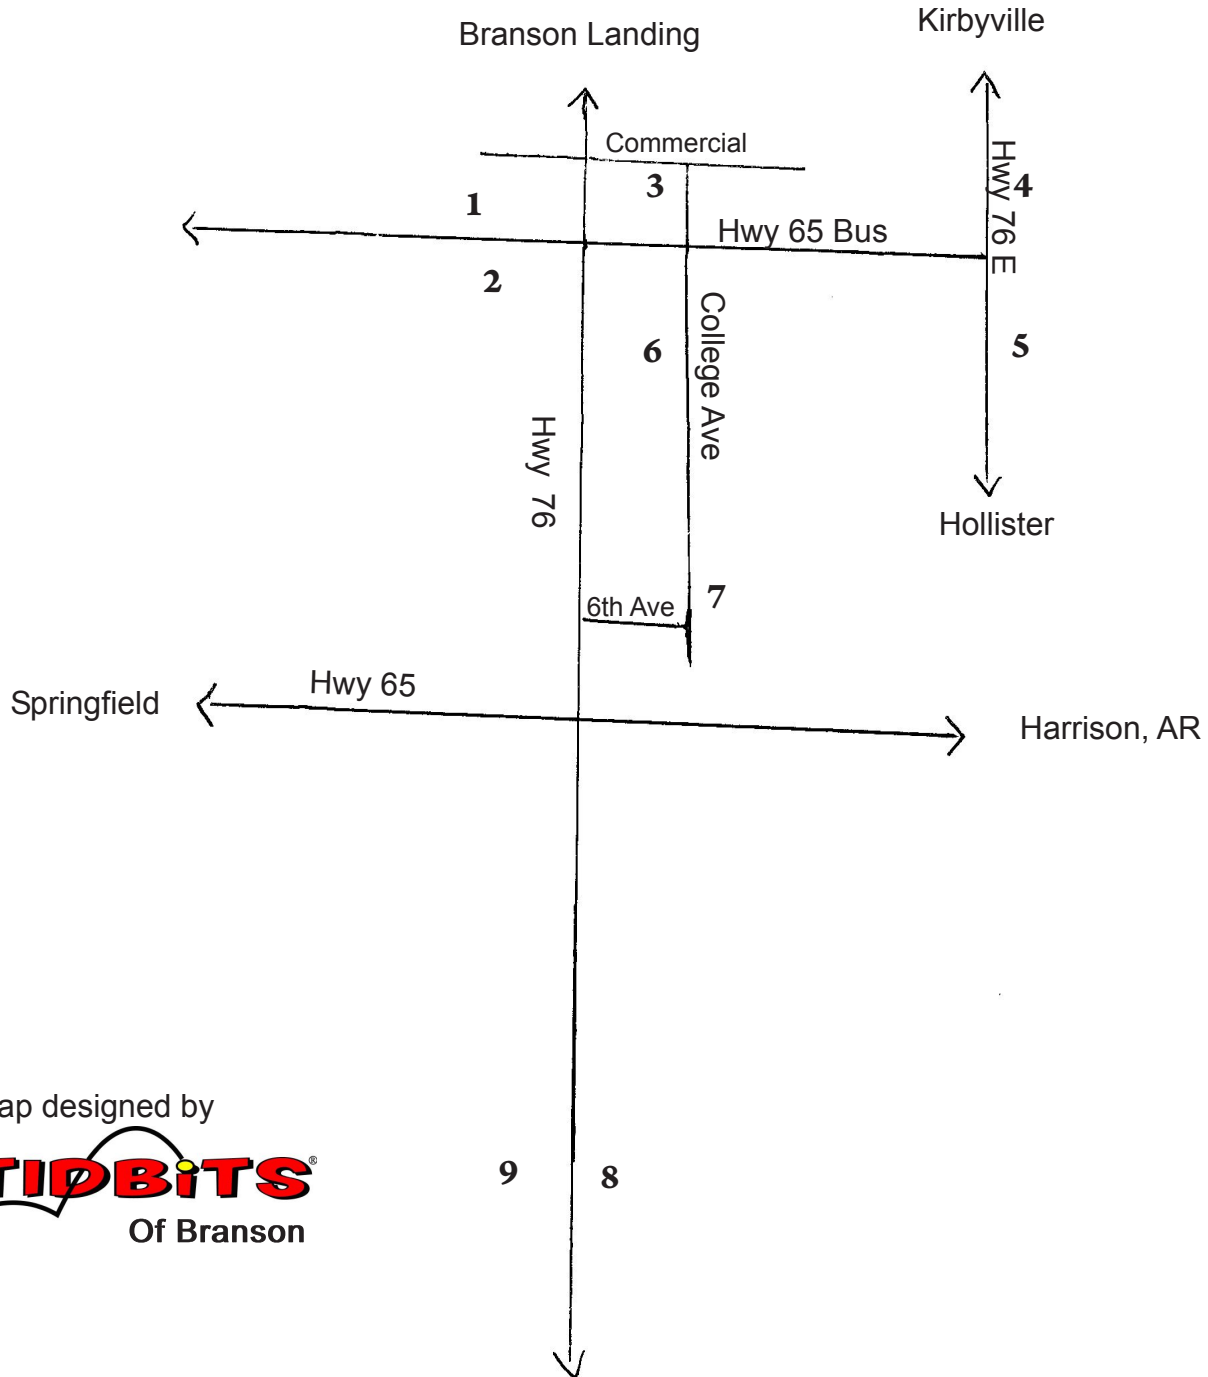 Kirbyville
Branson Landing
Commercial
3
4
1
Hwy 76 E
Hwy 65 Bus
2
College Ave
6
5
Hwy 76
Hollister
7
6th Ave
Hwy 65
Springfield
Harrison, AR
ap designed by
TIDBiTS®
Of Branson
9
8